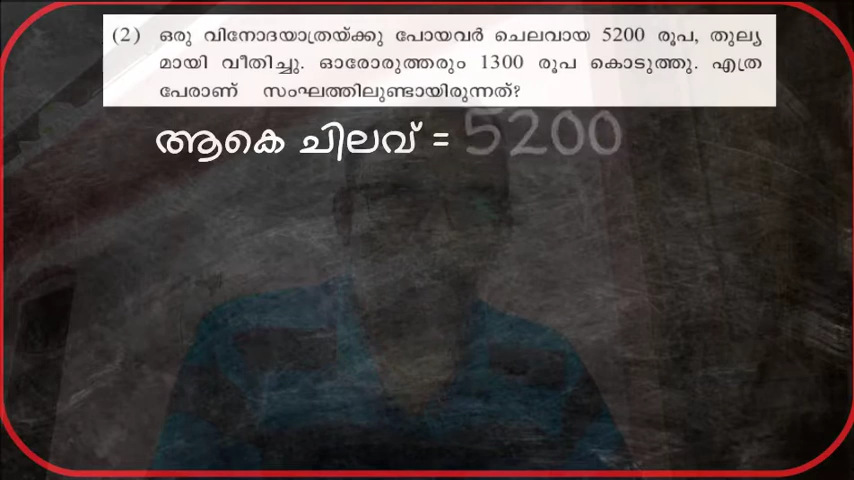 (2) ഒരു വിനോദയാത്രയ്ക്കു പോയവർ ചെലവായ 5200 രൂപ, തുല്യ
മായി വീതിച്ചു. ഓരോരുത്തരും 1300 രൂപ കൊടുത്തു. എത്ര
പേരാണ് സംഘത്തിലുണ്ടായിരുന്നത്?
ആകെ ചിലവ് = 5200